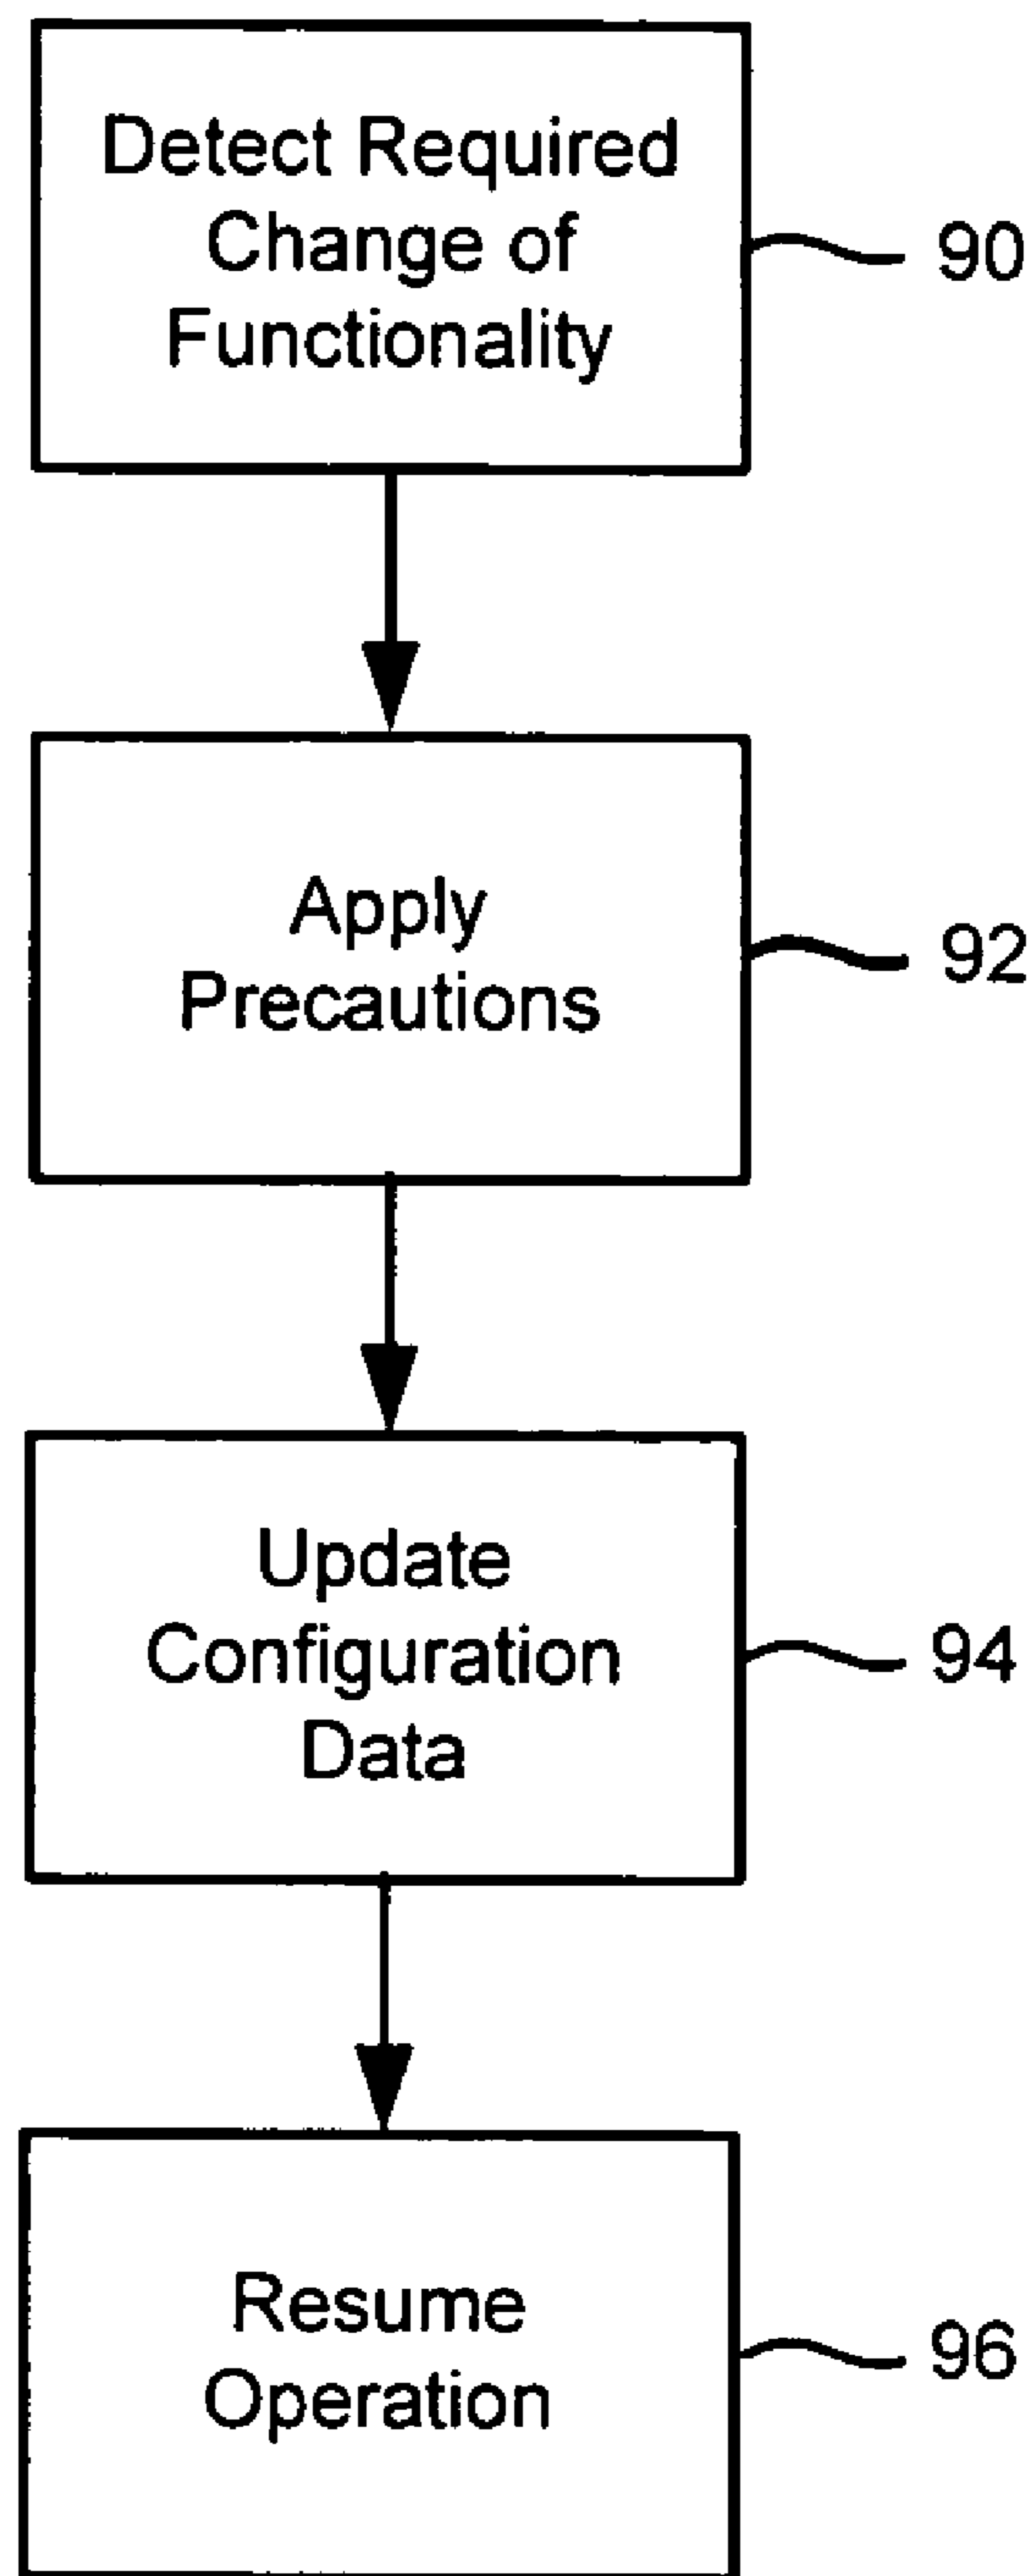 Detect Required
Change of
Functionality
90
Apply
Precautions
92
Update
Configuration
Data
94
Resume
Operation
96